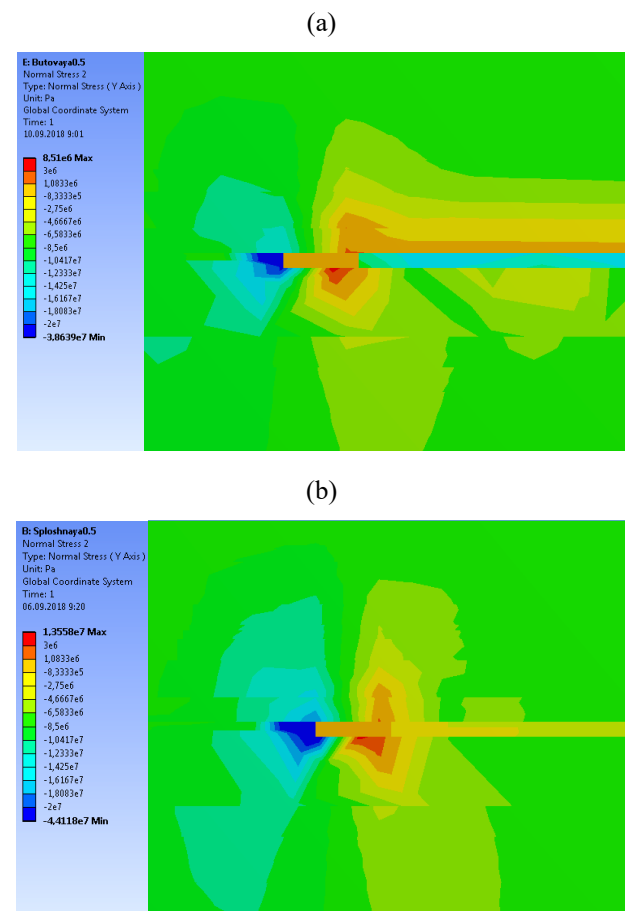 (a)
E: Butovaya0.5
Normal Stress 2
Type: Normal Stress ( Y Axis )
Unit: Pa
Global Coordinate System
Time: 1
10.09.2018 9:01
8,51e6 Max
3e6
1,0833e6
-8,3333e5
-2,75e6
-4,6667e6
-6,5833e6
-8,5e6
-1,0417e7
-1,2333e7
-1,425e7
-1,6167e7
-1,8083e7
-2e7
-3,8639e7 Min
(b)
B: Sploshnaya0.5
Normal Stress 2
Type: Normal Stress ( Y Axis )
Unit: Pa
Global Coordinate System
Time: 1
06.09.2018 9:20
1,3558e7 Max
3e6
1,0833e6
-8,3333e5
-2,75e6
-4,6667e6
-6,5833e6
-8,5e6
-1,0417e7
-1,2333e7
-1,425e7
-1,6167e7
-1,8083e7
-2e7
-4,4118e7 Min